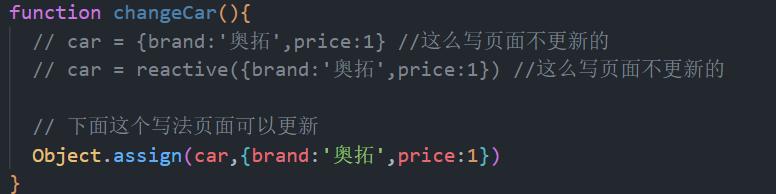 function changeCar(){
// car = {brand:'奥拓',price:1} //这么写页面不更新的
// car = reactive({brand:'奥拓',price:1}) //这么写页面不更新的
// 下面这个写法页面可以更新
Object.assign(car,{brand:'奥拓',price:1})
}